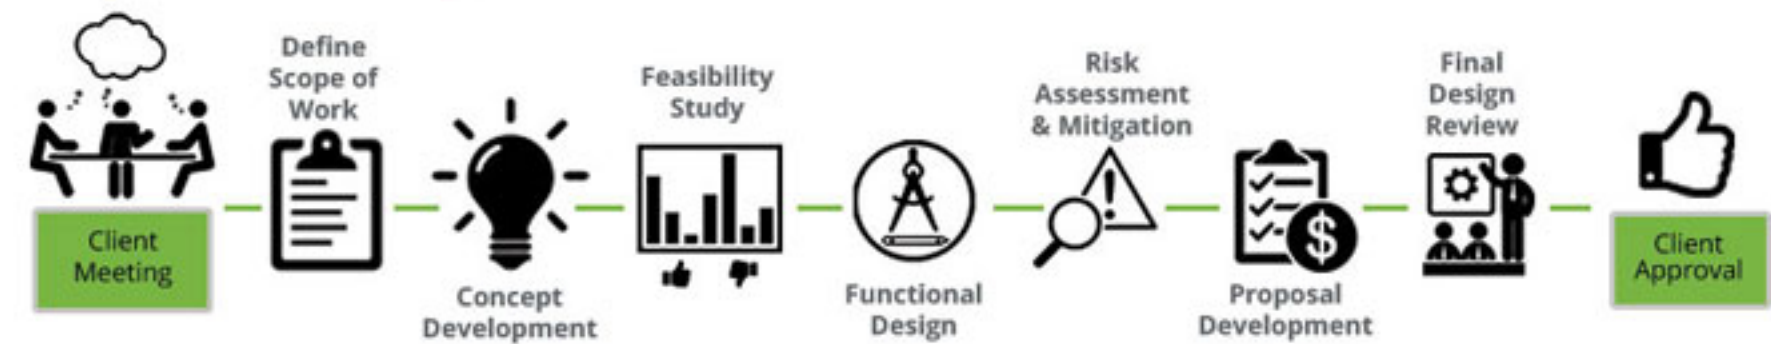 Client
Meeting
Define
Scope of
Work
Concept
Development
Feasibility
Study
Functional
Design
Risk
Assessment
& Mitigation
$
Proposal
Development
Final
Design
Review
Client
Approval